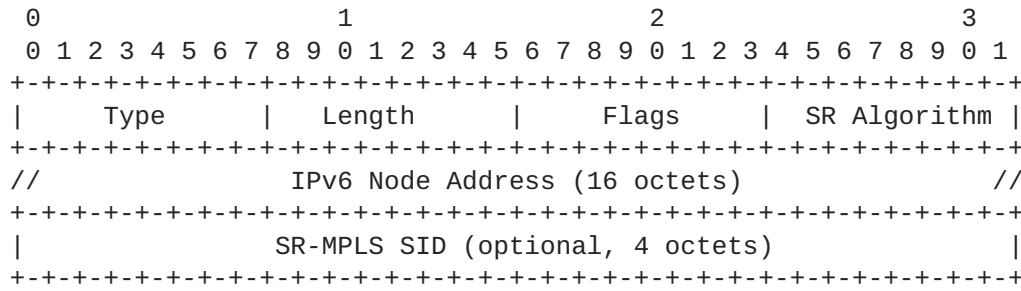 0                   1                   2                   3
 0 1 2 3 4 5 6 7 8 9 0 1 2 3 4 5 6 7 8 9 0 1 2 3 4 5 6 7 8 9 0 1
+-+-+-+-+-+-+-+-+-+-+-+-+-+-+-+-+-+-+-+-+-+-+-+-+-+-+-+-+-+-+-+-+
|     Type      |   Length      |     Flags     |  SR Algorithm |
+-+-+-+-+-+-+-+-+-+-+-+-+-+-+-+-+-+-+-+-+-+-+-+-+-+-+-+-+-+-+-+-+
//                IPv6 Node Address (16 octets)                //
+-+-+-+-+-+-+-+-+-+-+-+-+-+-+-+-+-+-+-+-+-+-+-+-+-+-+-+-+-+-+-+-+
|                SR-MPLS SID (optional, 4 octets)               |
+-+-+-+-+-+-+-+-+-+-+-+-+-+-+-+-+-+-+-+-+-+-+-+-+-+-+-+-+-+-+-+-+